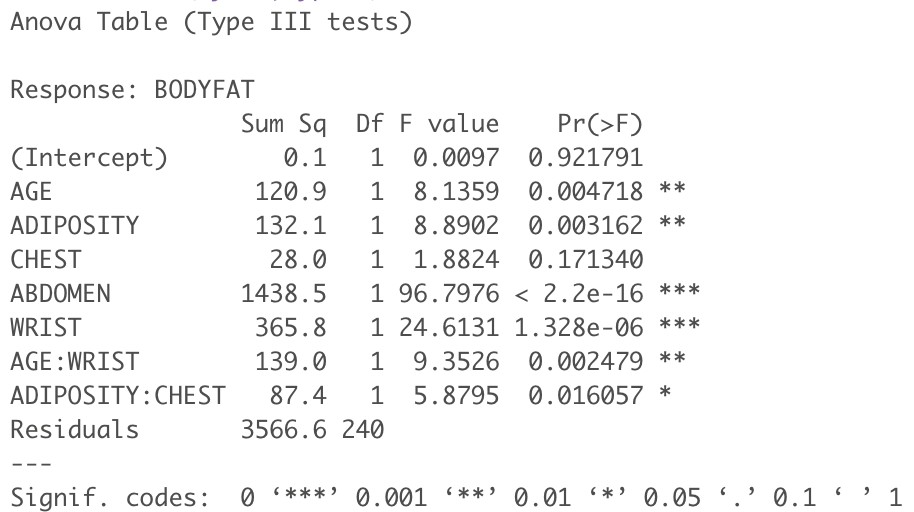 Anova Table (Type III tests)
Response: BODYFAT
Sum Sq Df F value Pr(>F)
(Intercept) 0.1 1 0.0097 0.921791
AGE 120.9 1 8.1359 0.004718 **
ADIPOSITY 132.1 1 8.8902 0.003162 **
CHEST 28.0 1 1.8824 0.171340
ABDOMEN 1438.5 1 96.7976 < 2.2e-16 ***
WRIST 365.8 1 24.6131 1.328e-06 ***
AGE:WRIST 139.0 1 9.3526 0.002479 **
ADIPOSITY:CHEST 87.4 1 5.8795 0.016057 *
Residuals 3566.6 240
---
Signif. codes: 0 ‘***’ 0.001 ‘**’ 0.01 ‘*’ 0.05 ‘.’ 0.1 ‘ ’ 1